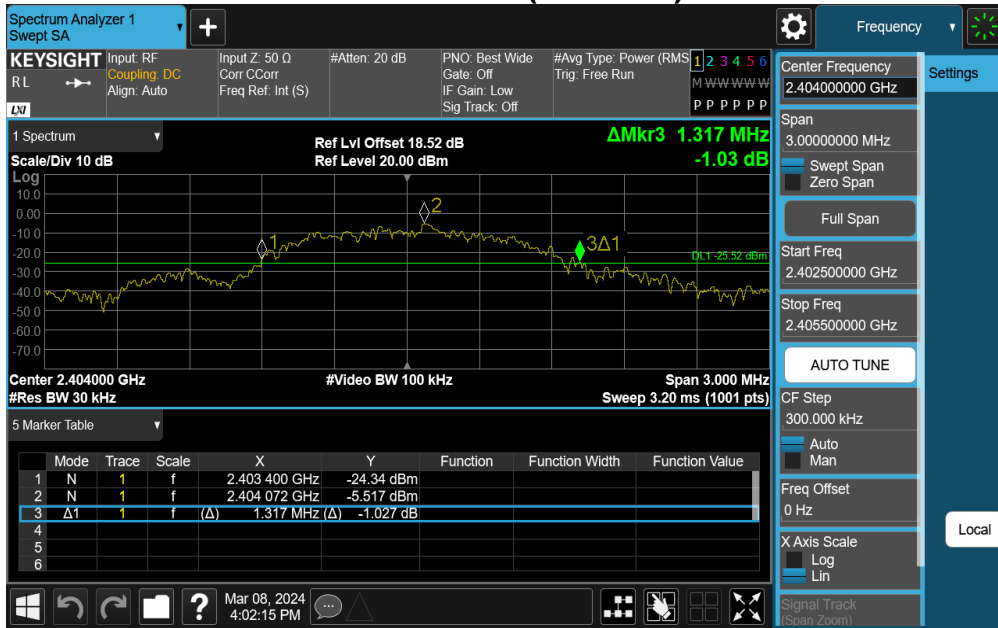 Spectrum Analyzer 1
Swept SA
+
Frequency
KEYSIGHT
RL
LXI
Input: RF
Coupling: DC
Align: Auto
Input Z: 50 Ω
Corr CCorr
Freq Ref: Int (S)
#Atten: 20 dB
PNO: Best Wide
Gate: Off
IF Gain: Low
Sig Track: Off
#Avg Type: Power (RMS
Trig: Free Run
1 2 3 4 5 6
M W W W W W
P P P P P P
1 Spectrum
Scale/Div 10 dB
Ref Lvl Offset 18.52 dB
Ref Level 20.00 dBm
ΔMkr3 1.317 MHz
-1.03 dB
Log
10.0
0.00
-10.0
-20.0
-30.0
-40.0
-50.0
-60.0
-70.0
1
2
3Δ1
DL1 -25.52 dBm
Center 2.404000 GHz
#Video BW 100 kHz
Span 3.000 MHz
#Res BW 30 kHz
Sweep 3.20 ms (1001 pts)
5 Marker Table
Mode Trace Scale X Y Function Function Width Function Value
1 N 1 f 2.403 400 GHz -24.34 dBm
2 N 1 f 2.404 072 GHz -5.517 dBm
3 Δ1 1 f (Δ) 1.317 MHz (Δ) -1.027 dB
4
5
6
Mar 08, 2024
4:02:15 PM
?
Center Frequency
2.404000000 GHz
Settings
Span
3.00000000 MHz
Swept Span
Zero Span
Full Span
Start Freq
2.402500000 GHz
Stop Freq
2.405500000 GHz
AUTO TUNE
CF Step
300.000 kHz
Auto
Man
Freq Offset
0 Hz
Local
X Axis Scale
Log
Lin
Signal Track
(Span Zoom)